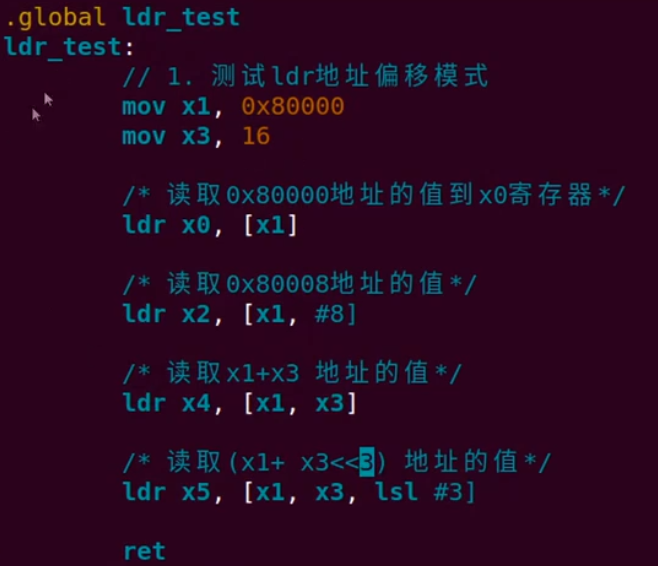 .global ldr_test
ldr_test:
// 1. 测试ldr地址偏移模式
mov x1, 0x80000
mov x3, 16
/* 读取0x80000地址的值到x0寄存器*/
ldr x0, [x1]
/* 读取0x80008地址的值*/
ldr x2, [x1, #8]
/* 读取x1+x3 地址的值*/
ldr x4, [x1, x3]
/* 读取(x1+ x3<<3) 地址的值*/
ldr x5, [x1, x3, lsl #3]
ret